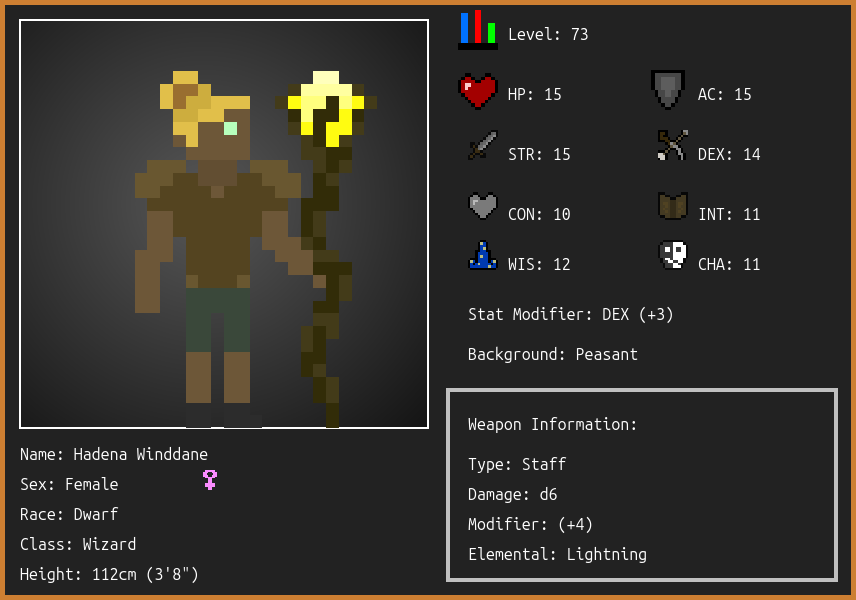 Level: 73
HP: 15
AC: 15
STR: 15
DEX: 14
CON: 10
INT: 11
WIS: 12
CHA: 11
Stat Modifier: DEX (+3)
Background: Peasant
Weapon Information:
Type: Staff
Damage: d6
Modifier: (+4)
Elemental: Lightning
Name: Hadena Winddane
Sex: Female
Race: Dwarf
Class: Wizard
Height: 112cm (3'8")